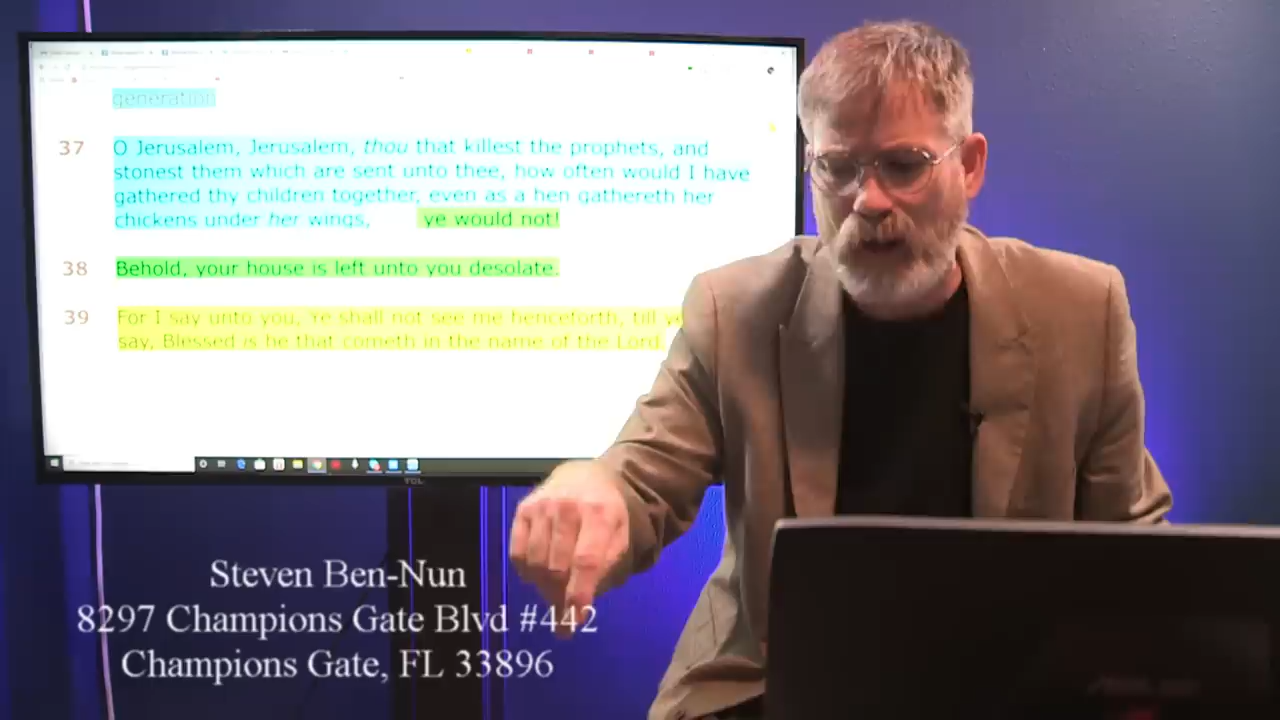 generation
37 O Jerusalem, Jerusalem, thou that killest the prophets, and
stonest them which are sent unto thee, how often would I have
gathered thy children together, even as a hen gathereth her
chickens under her wings, ye would not!
38 Behold, your house is left unto you desolate.
39 For I say unto you, Ye shall not see me henceforth, till
say, Blessed is he that cometh in the name of the Lord.
TCL
Steven Ben-Nun
8297 Champions Gate Blvd #442
Champions Gate, FL 33896